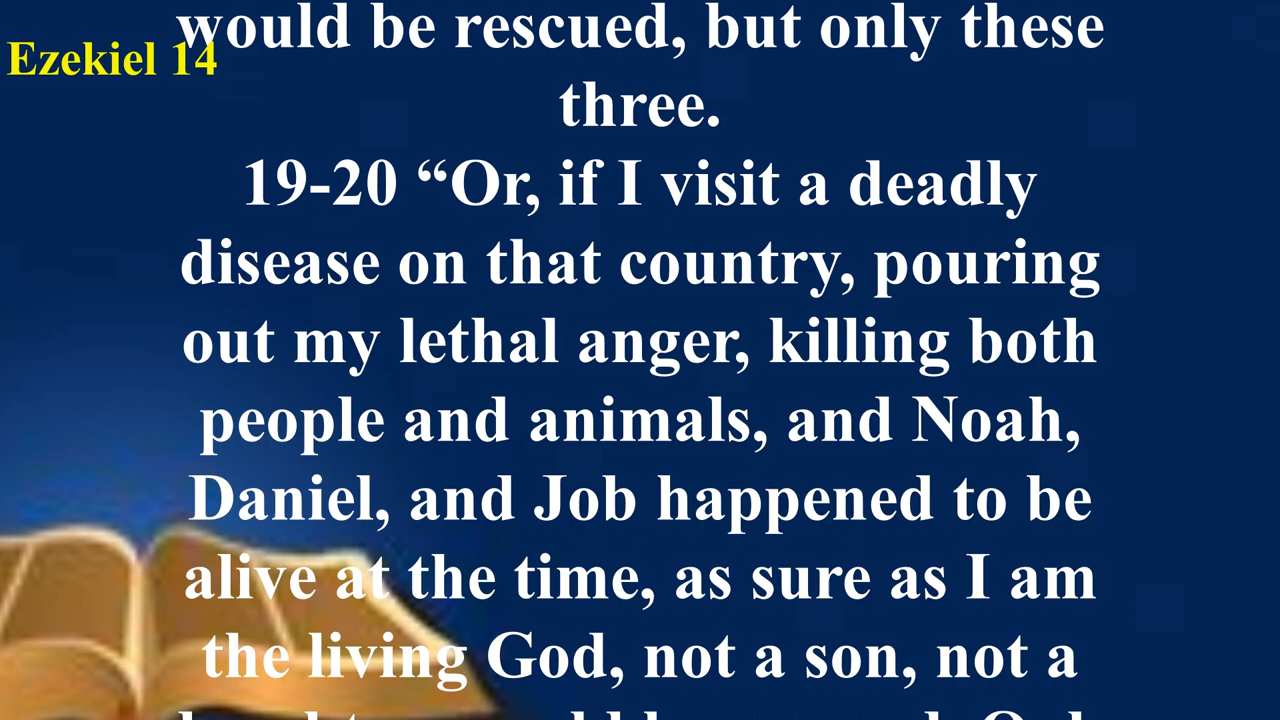 would be rescued, but only these
Ezekiel 14
three.
19-20 “Or, if I visit a deadly
disease on that country, pouring
out my lethal anger, killing both
people and animals, and Noah,
Daniel, and Job happened to be
alive at the time, as sure as I am
the living God, not a son, not a